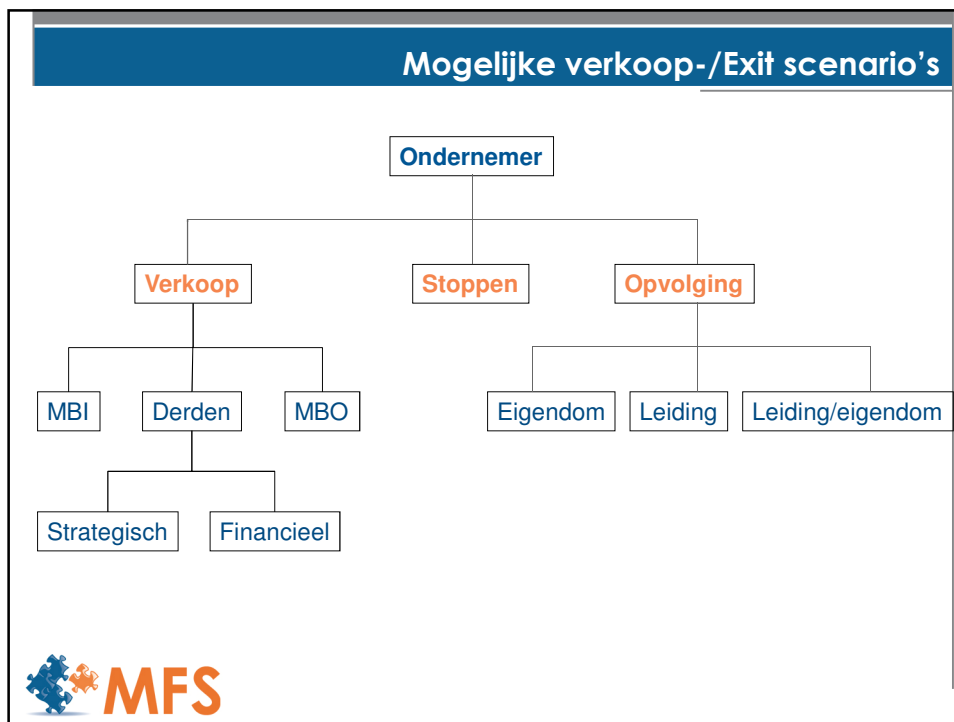 Mogelijke verkoop-/Exit scenario’s
Ondernemer
Verkoop
Stoppen
Opvolging
MBI
Derden
MBO
Eigendom
Leiding
Leiding/eigendom
Strategisch
Financieel
MFS